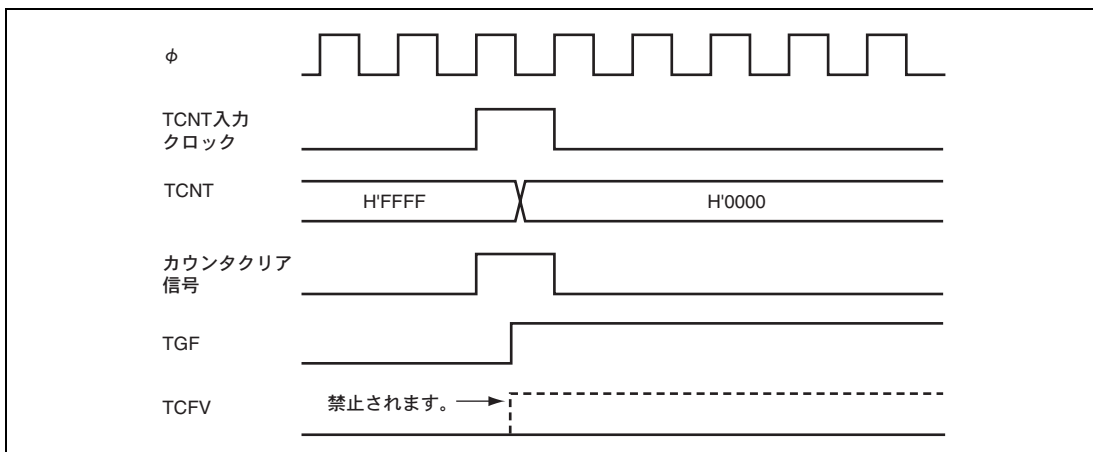 φ
TCNT入力
クロック
TCNT
H'FFFF
H'0000
カウンタクリア
信号
TGF
TCFV
禁止されます。